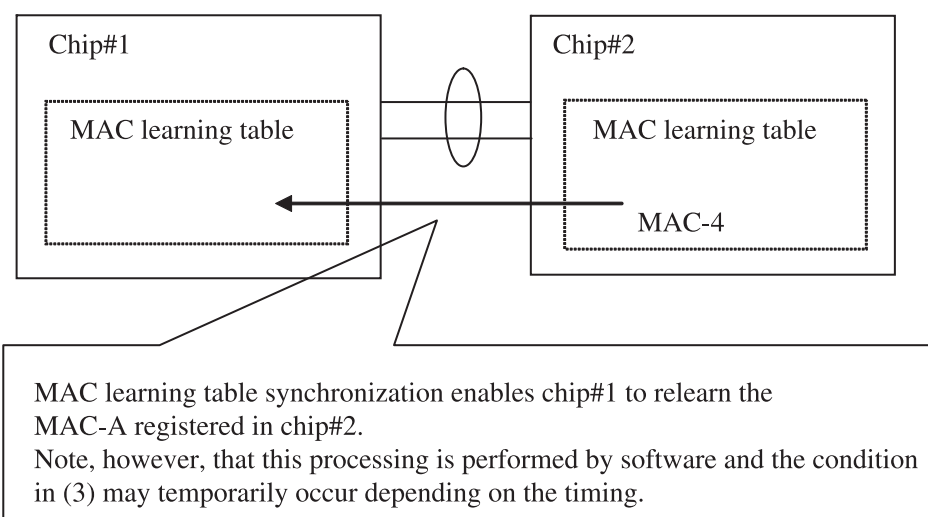 Chip#1
Chip#2
MAC learning table
MAC learning table
MAC-4
MAC learning table synchronization enables chip#1 to relearn the
MAC-A registered in chip#2.
Note, however, that this processing is performed by software and the condition
in (3) may temporarily occur depending on the timing.